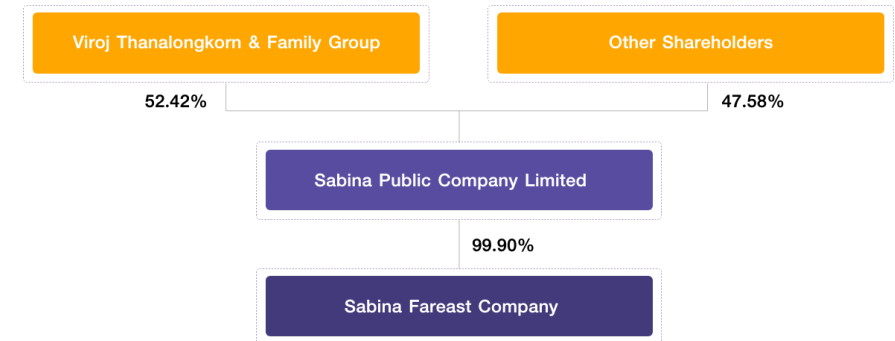 Viroj Thanalongkorn & Family Group
Other Shareholders
52.42%
47.58%
Sabina Public Company Limited
99.90%
Sabina Fareast Company